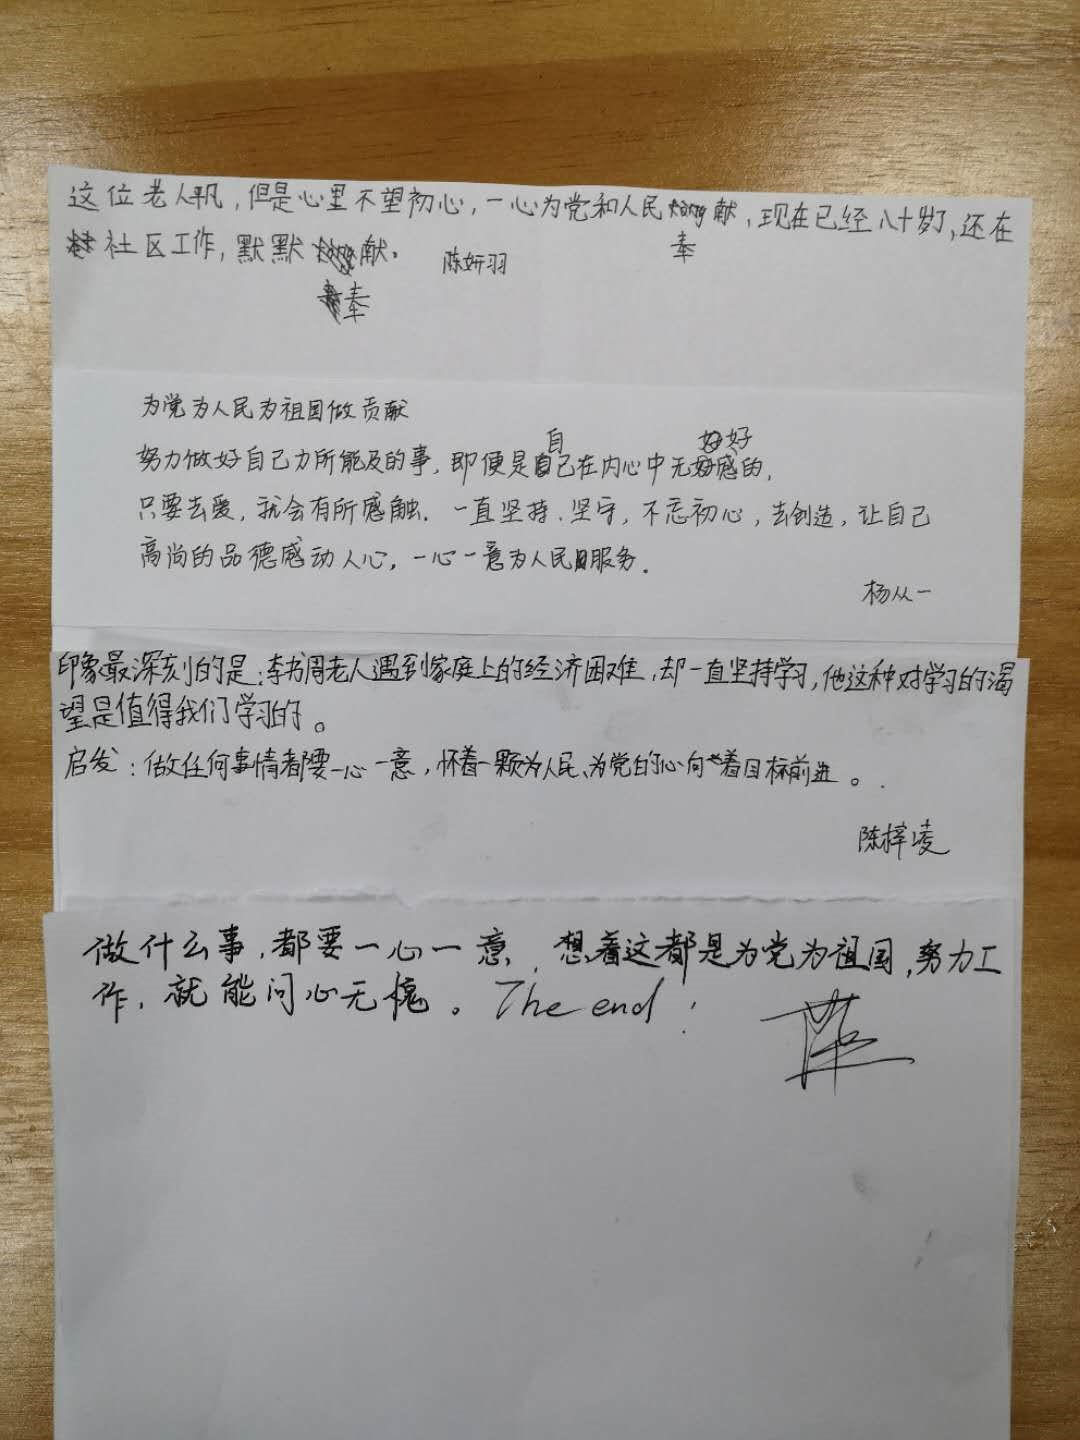 这位老人平凡，但是心里不望初心，一心为党和人民奉献，现在已经八十岁了，还在
社区工作，默默奉献。 陈妍羽
为党为人民为祖国做贡献
努力做好自己力所能及的事，即便是自己在内心中无好感的，
只要去爱，就会有所感触。一直坚持、坚守，不忘初心，去创造，让自己
高尚的品德感动人心，一心一意为人民服务。
杨从一
印象最深刻的是：李书周老人遇到家庭上的经济困难，却一直坚持学习，他这种对学习的渴
望是值得我们学习的。
启发：做任何事情都要一心一意，怀着一颗为人民、为党的心向着目标前进。
陈梓凌
做什么事，都要一心一意，想着这都是为党为祖国，努力工
作，就能问心无愧。The end！